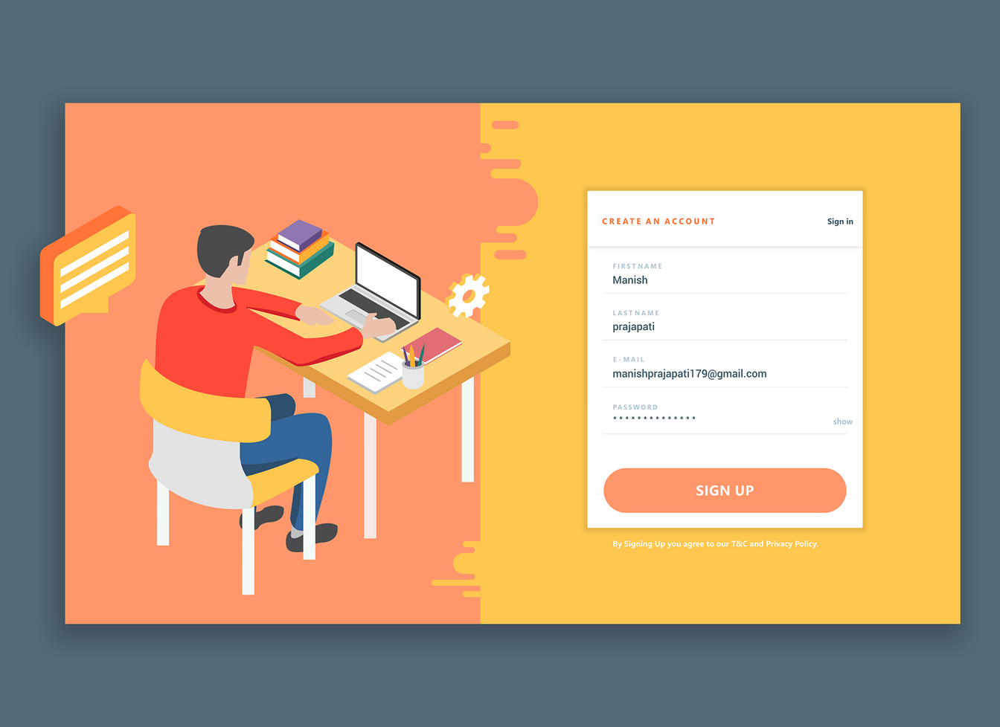 CREATE AN ACCOUNT
Sign in
FIRSTNAME
Manish
LASTNAME
prajapati
E-MAIL
manishprajapati179@gmail.com
PASSWORD
**************
show
SIGN UP
By Signing Up you agree to our T&C and Privacy Policy.